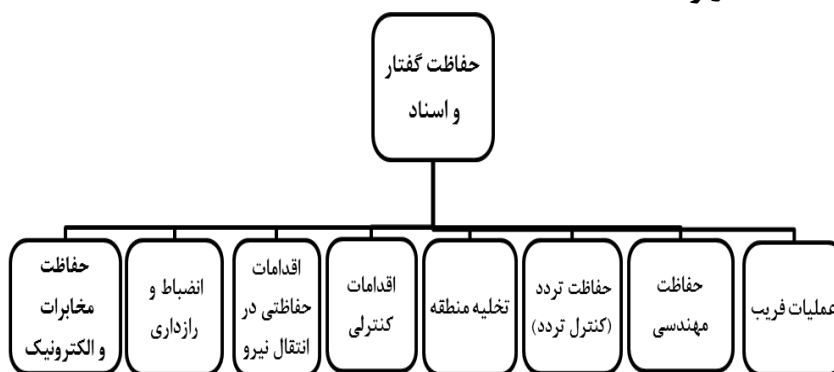 حفاظت گفتار
و اسناد
عملیات فریب
حفاظت
مهندسی
حفاظت تردد
(کنترل تردد)
تخلیه منطقه
اقدامات
کنترلی
اقدامات
حفاظتی در
انتقال نیرو
انضباط و
رازداری
حفاظت
مخابرات
و الکترونیک